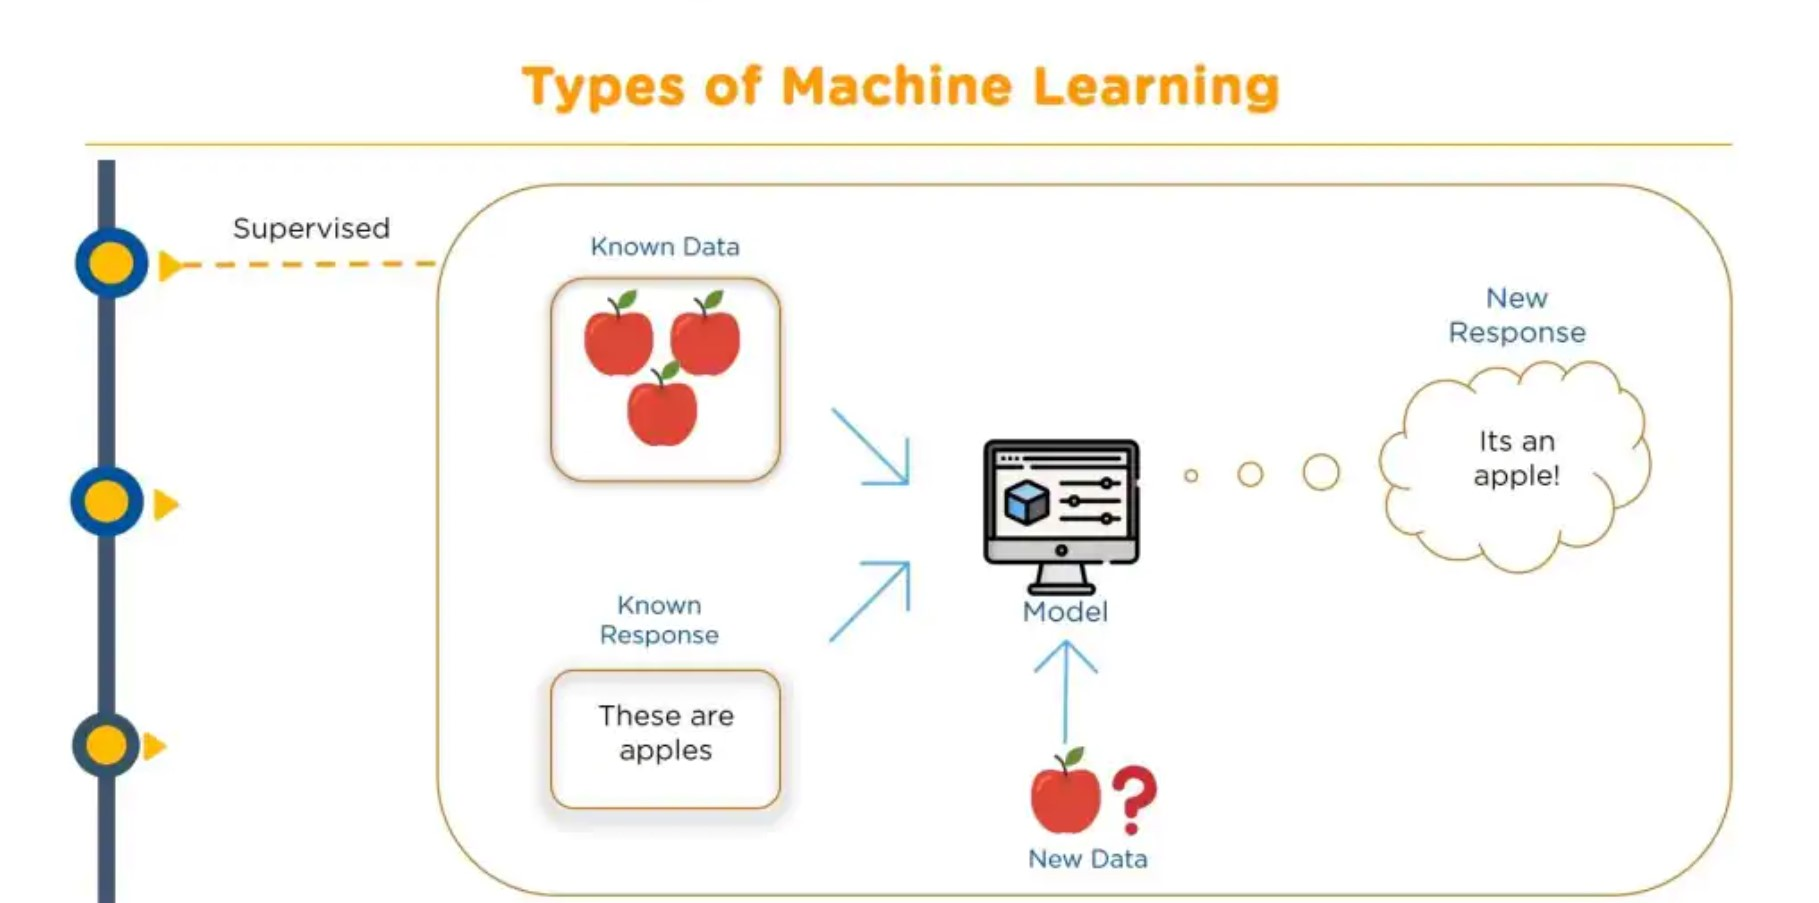 Types of Machine Learning
Supervised
Known Data
New
Response
Its an
apple!
Known
Response
Model
These are
apples
New Data